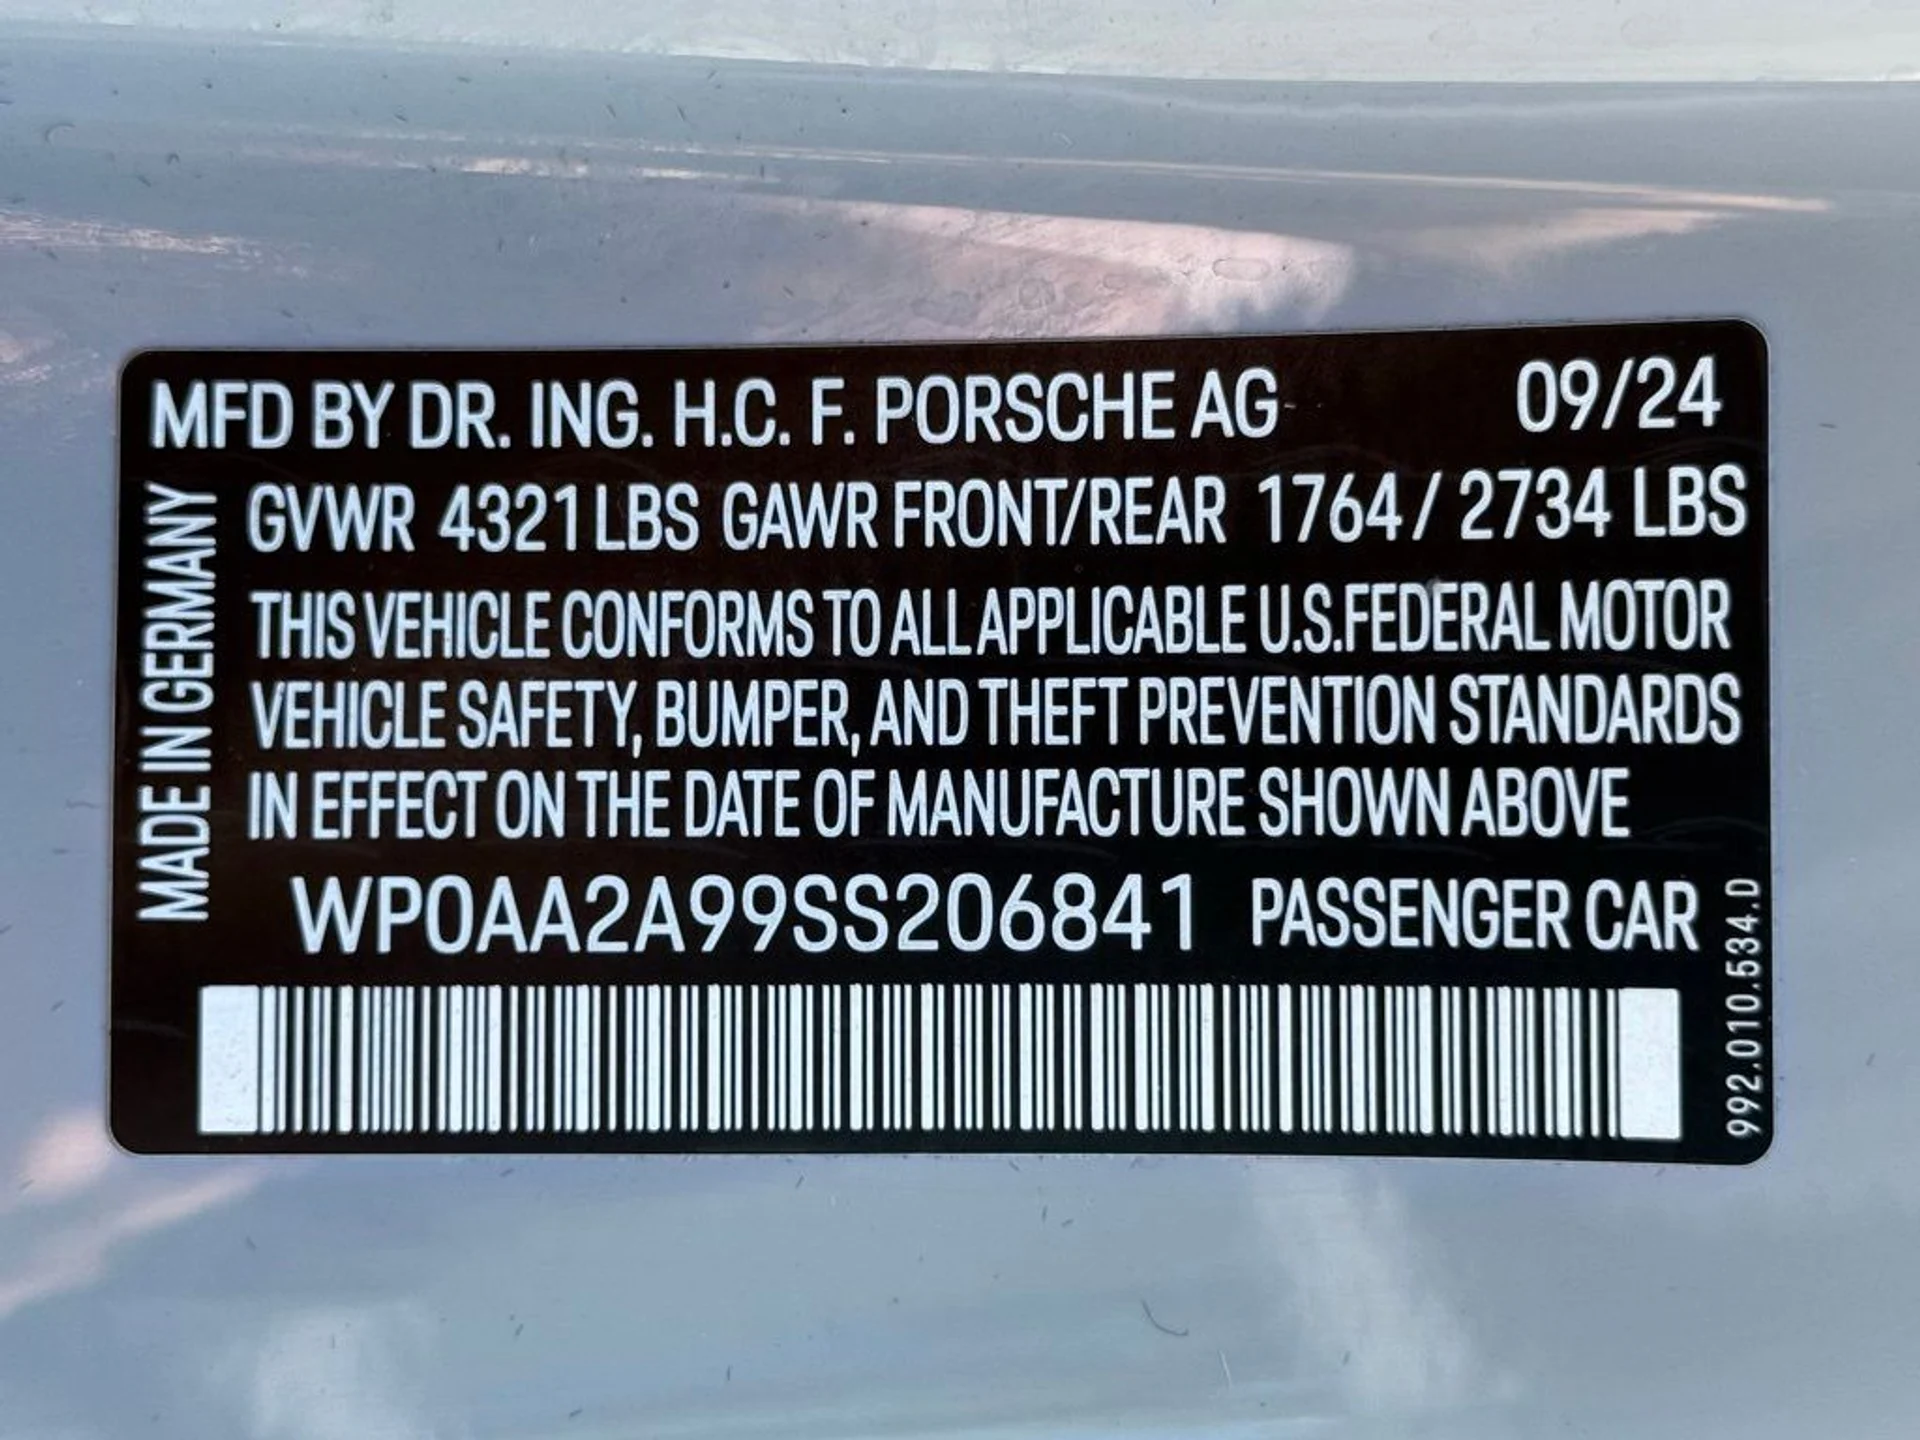 MFD BY DR. ING. H.C. F. PORSCHE AG 09/24
MADE IN GERMANY
GVWR 4321 LBS GAWR FRONT/REAR 1764 / 2734 LBS
THIS VEHICLE CONFORMS TO ALL APPLICABLE U.S.FEDERAL MOTOR
VEHICLE SAFETY, BUMPER, AND THEFT PREVENTION STANDARDS
IN EFFECT ON THE DATE OF MANUFACTURE SHOWN ABOVE
WP0AA2A99SS206841 PASSENGER CAR
992.010.534.D